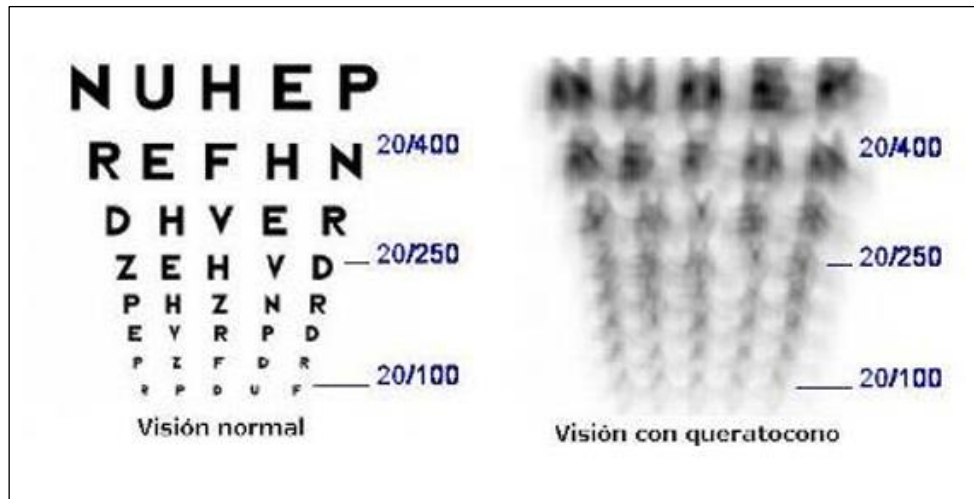 NUHEP
REFHN 20/400
DHVER
ZEHVD 20/250
PHZNR
EVRPD
PZFDR
RPDUF 20/100
Visión normal
20/400
20/250
20/100
Visión con queratocono